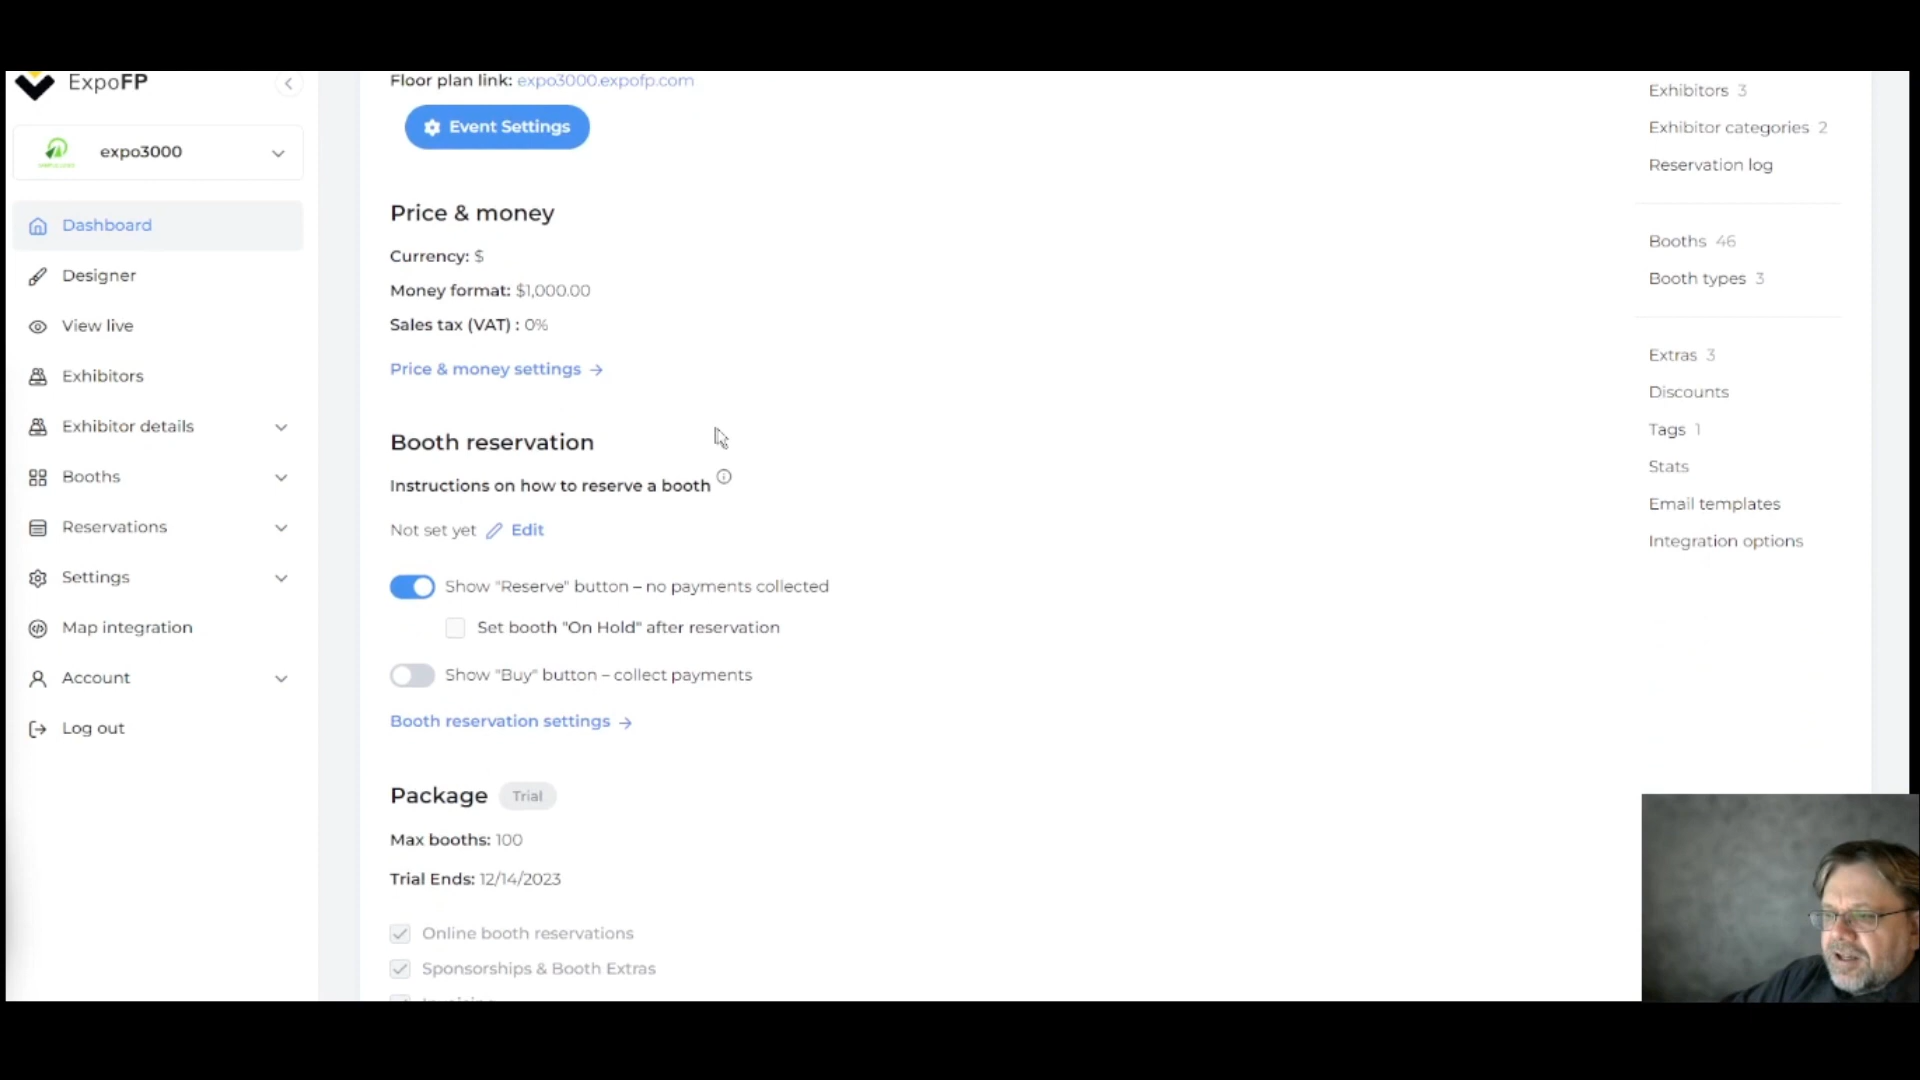 ExpoFP
expo3000
Dashboard
Designer
View live
Exhibitors
Exhibitor details
Booths
Reservations
Settings
Map integration
Account
Log out
Floor plan link: expo3000.expofp.com
Event Settings
Price & money
Currency: $
Money format: $1,000.00
Sales tax (VAT) : 0%
Price & money settings →
Booth reservation
Instructions on how to reserve a booth
Not set yet Edit
Show "Reserve" button – no payments collected
Set booth "On Hold" after reservation
Show "Buy" button – collect payments
Booth reservation settings →
Package Trial
Max booths: 100
Trial Ends: 12/14/2023
Online booth reservations
Sponsorships & Booth Extras
Exhibitors 3
Exhibitor categories 2
Reservation log
Booths 46
Booth types 3
Extras 3
Discounts
Tags 1
Stats
Email templates
Integration options